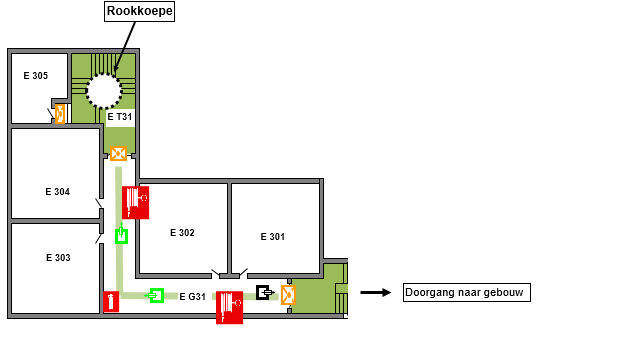 Rookkoepe
E 305
E T31
E 304
E 302
E 301
E 303
E G31
Doorgang naar gebouw